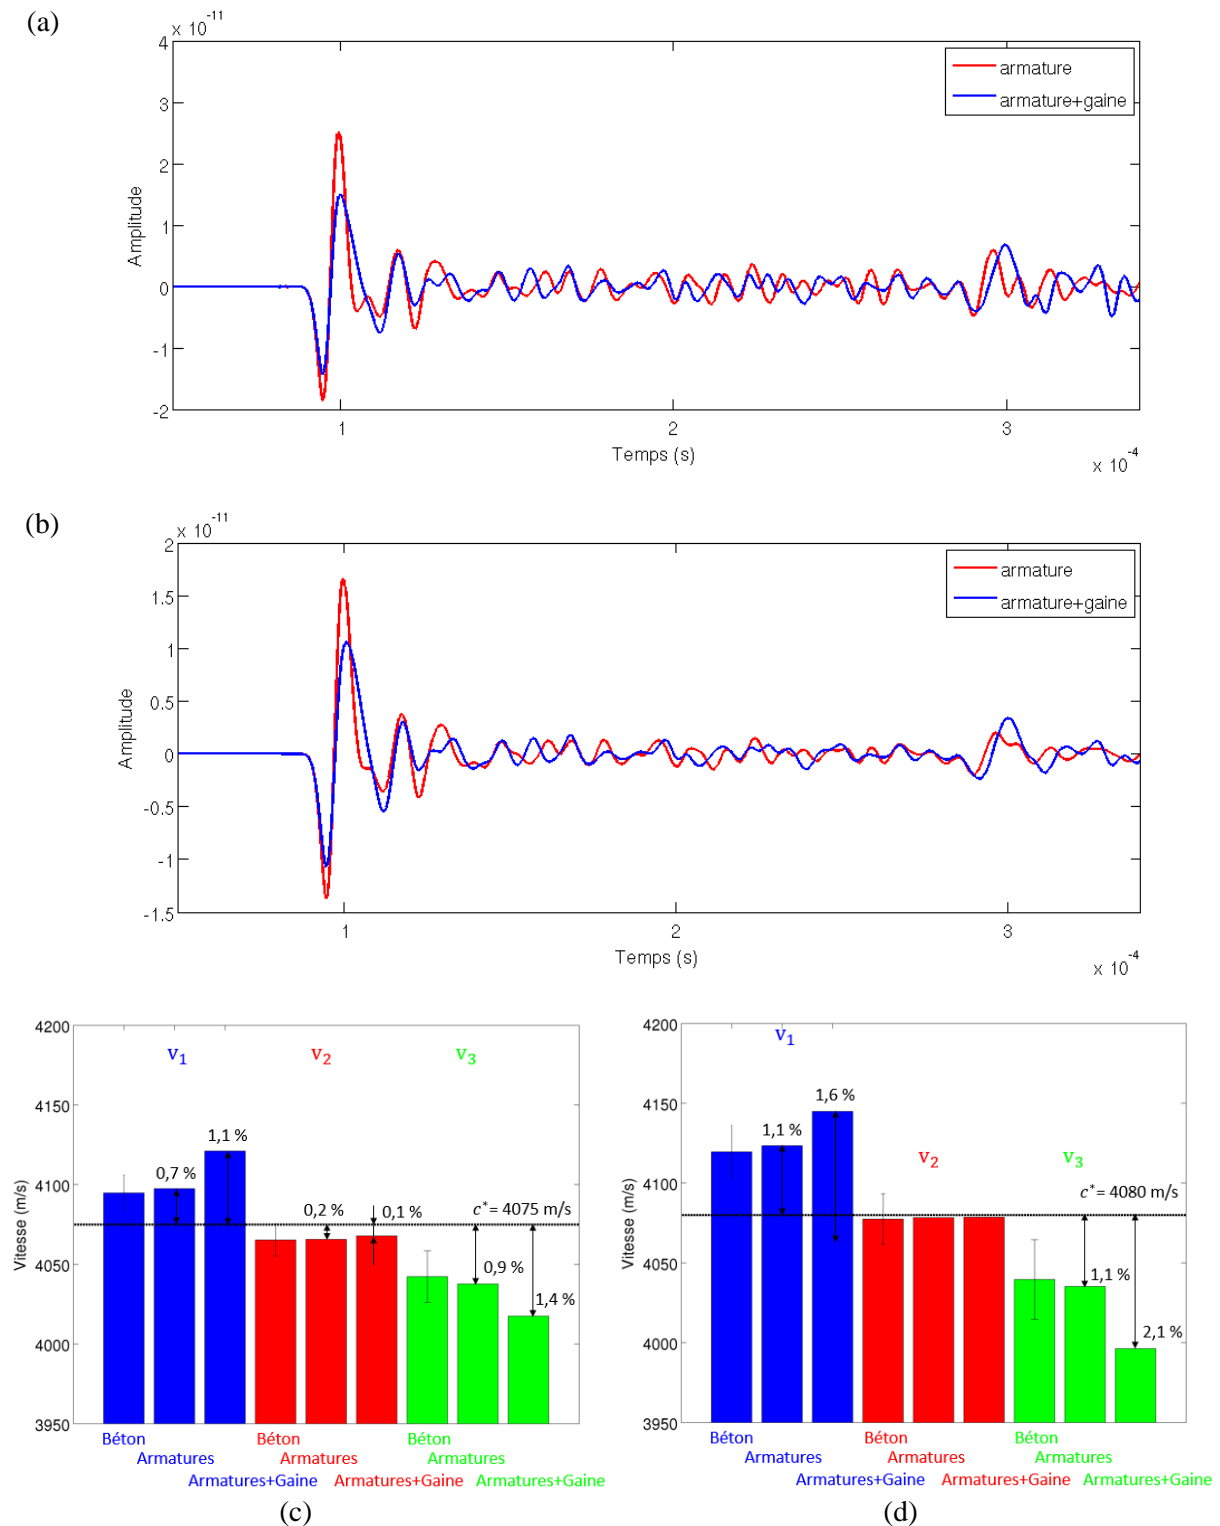 (a)
x 10-11
4
3
2
1
0
-1
-2
Amplitude
armature
armature+gaine
1
2
3
Temps (s)
x 10-4
(b)
x 10-11
2
1.5
1
0.5
0
-0.5
-1
-1.5
Amplitude
armature
armature+gaine
1
2
3
Temps (s)
x 10-4
4200
4150
4100
4050
4000
3950
Vitesse (m/s)
v1
v2
v3
0,7 %
1,1 %
0,2 %
0,1 %
c*= 4075 m/s
0,9 %
1,4 %
Béton
Armatures
Armatures+Gaine
Béton
Armatures
Armatures+Gaine
Béton
Armatures
Armatures+Gaine
(c)
4200
4150
4100
4050
4000
3950
Vitesse (m/s)
v1
v2
v3
1,1 %
1,6 %
c*= 4080 m/s
1,1 %
2,1 %
Béton
Armatures
Armatures+Gaine
Béton
Armatures
Armatures+Gaine
Béton
Armatures
Armatures+Gaine
(d)